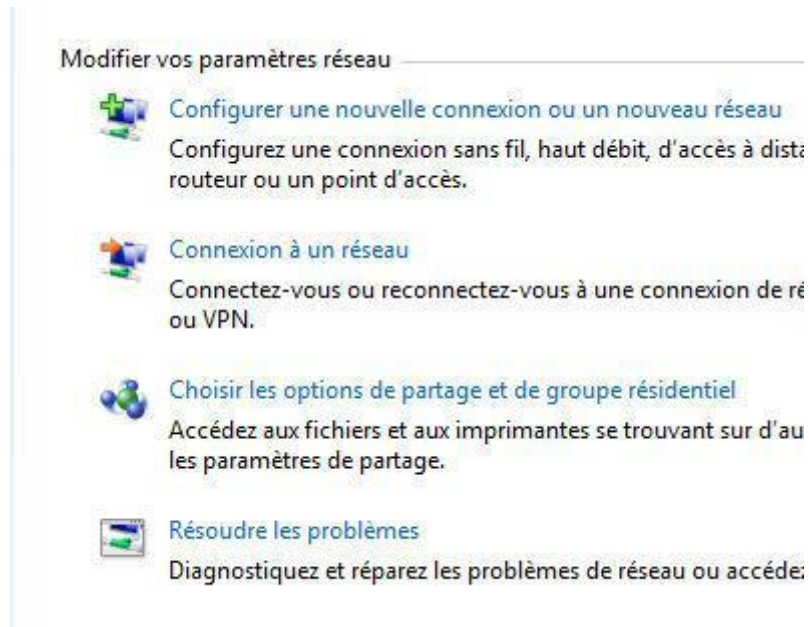 Modifier vos paramètres réseau
Configurer une nouvelle connexion ou un nouveau réseau
Configurez une connexion sans fil, haut débit, d'accès à dista
routeur ou un point d'accès.
Connexion à un réseau
Connectez-vous ou reconnectez-vous à une connexion de ré
ou VPN.
Choisir les options de partage et de groupe résidentiel
Accédez aux fichiers et aux imprimantes se trouvant sur d'au
les paramètres de partage.
Résoudre les problèmes
Diagnostiquez et réparez les problèmes de réseau ou accédez